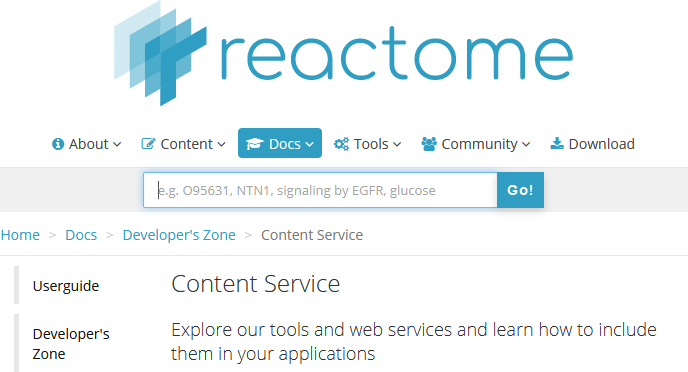 reactome
About Content Docs Tools Community Download
e.g. O95631, NTN1, signaling by EGFR, glucose Go!
Home > Docs > Developer's Zone > Content Service
Userguide
Developer's
Zone
Content Service
Explore our tools and web services and learn how to include
them in your applications